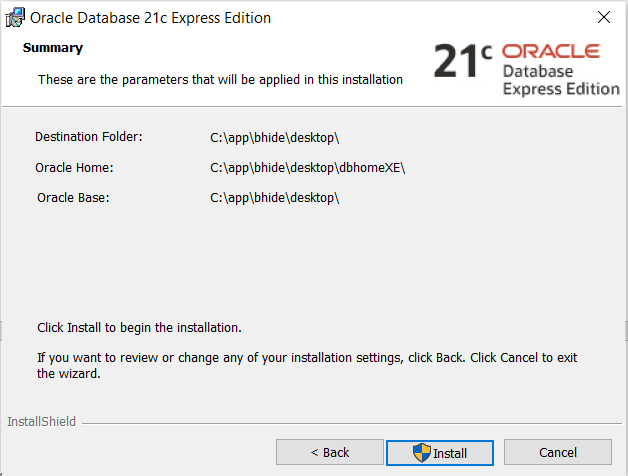 Oracle Database 21c Express Edition
Summary
These are the parameters that will be applied in this installation
21c ORACLE
Database
Express Edition
Destination Folder: C:\app\bhide\desktop\
Oracle Home: C:\app\bhide\desktop\dbhomeXE\
Oracle Base: C:\app\bhide\desktop\
Click Install to begin the installation.
If you want to review or change any of your installation settings, click Back. Click Cancel to exit
the wizard.
InstallShield
< Back Install Cancel